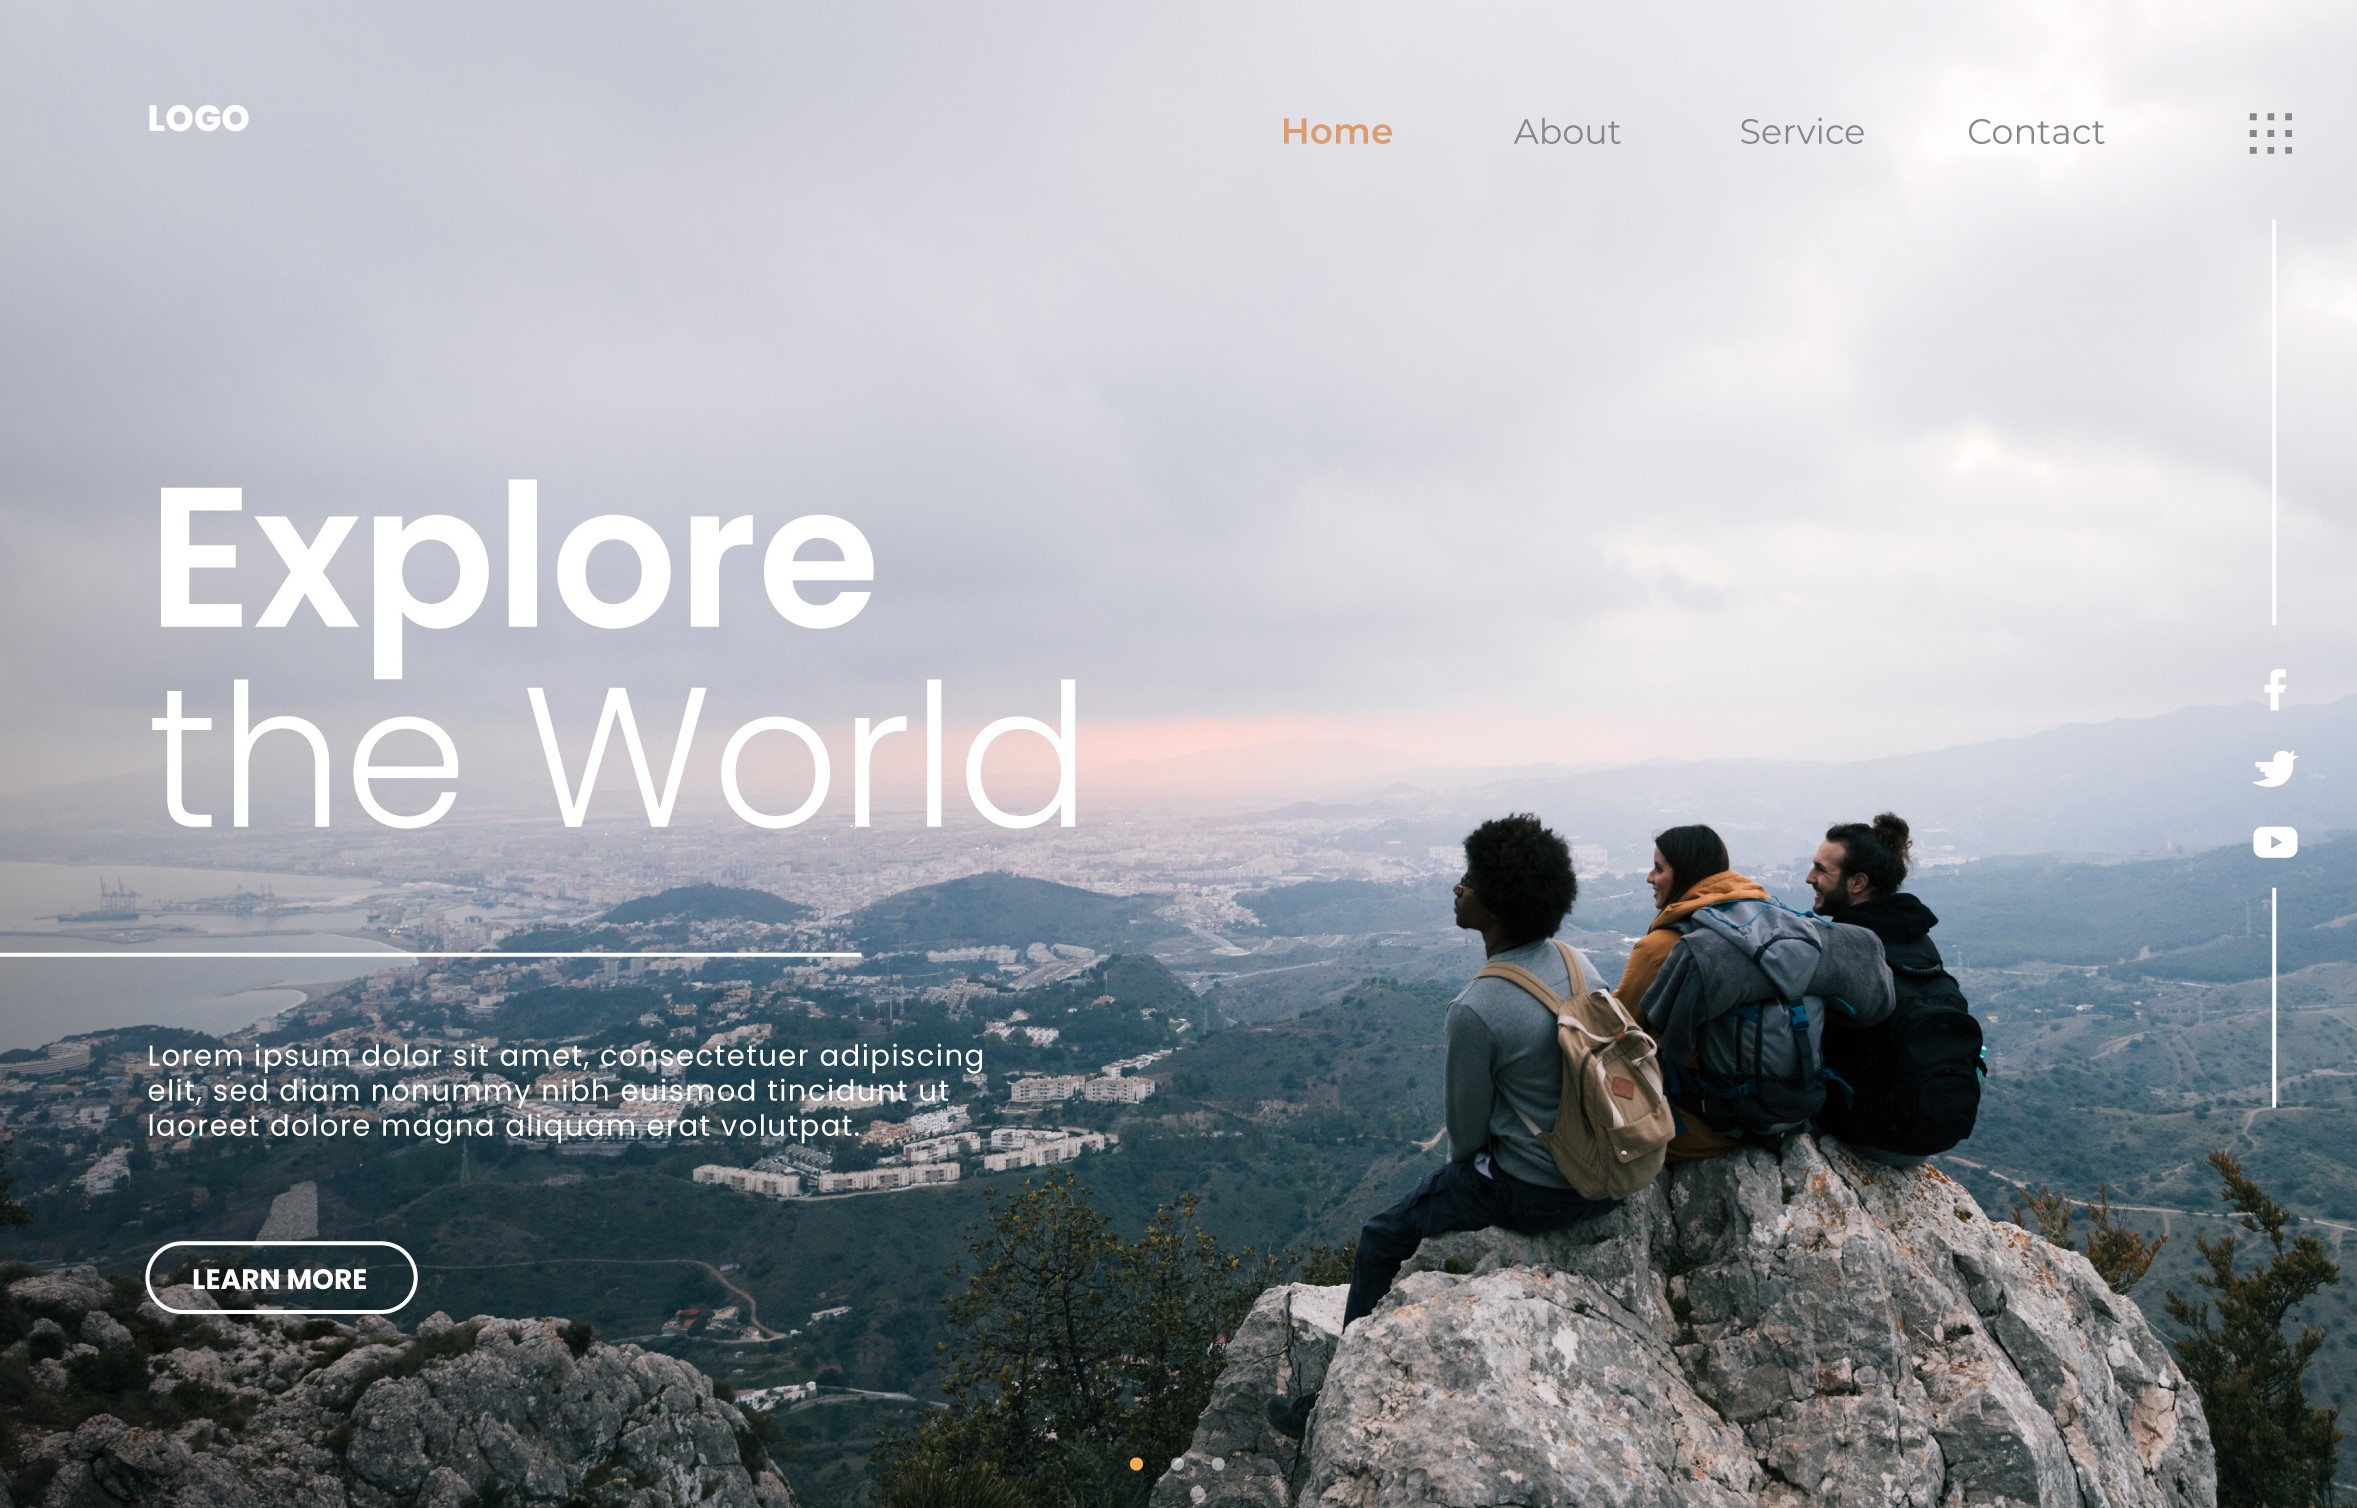 LOGO
Home About Service Contact
Explore
the World
Lorem ipsum dolor sit amet, consectetuer adipiscing
elit, sed diam nonummy nibh euismod tincidunt ut
laoreet dolore magna aliquam erat volutpat.
LEARN MORE